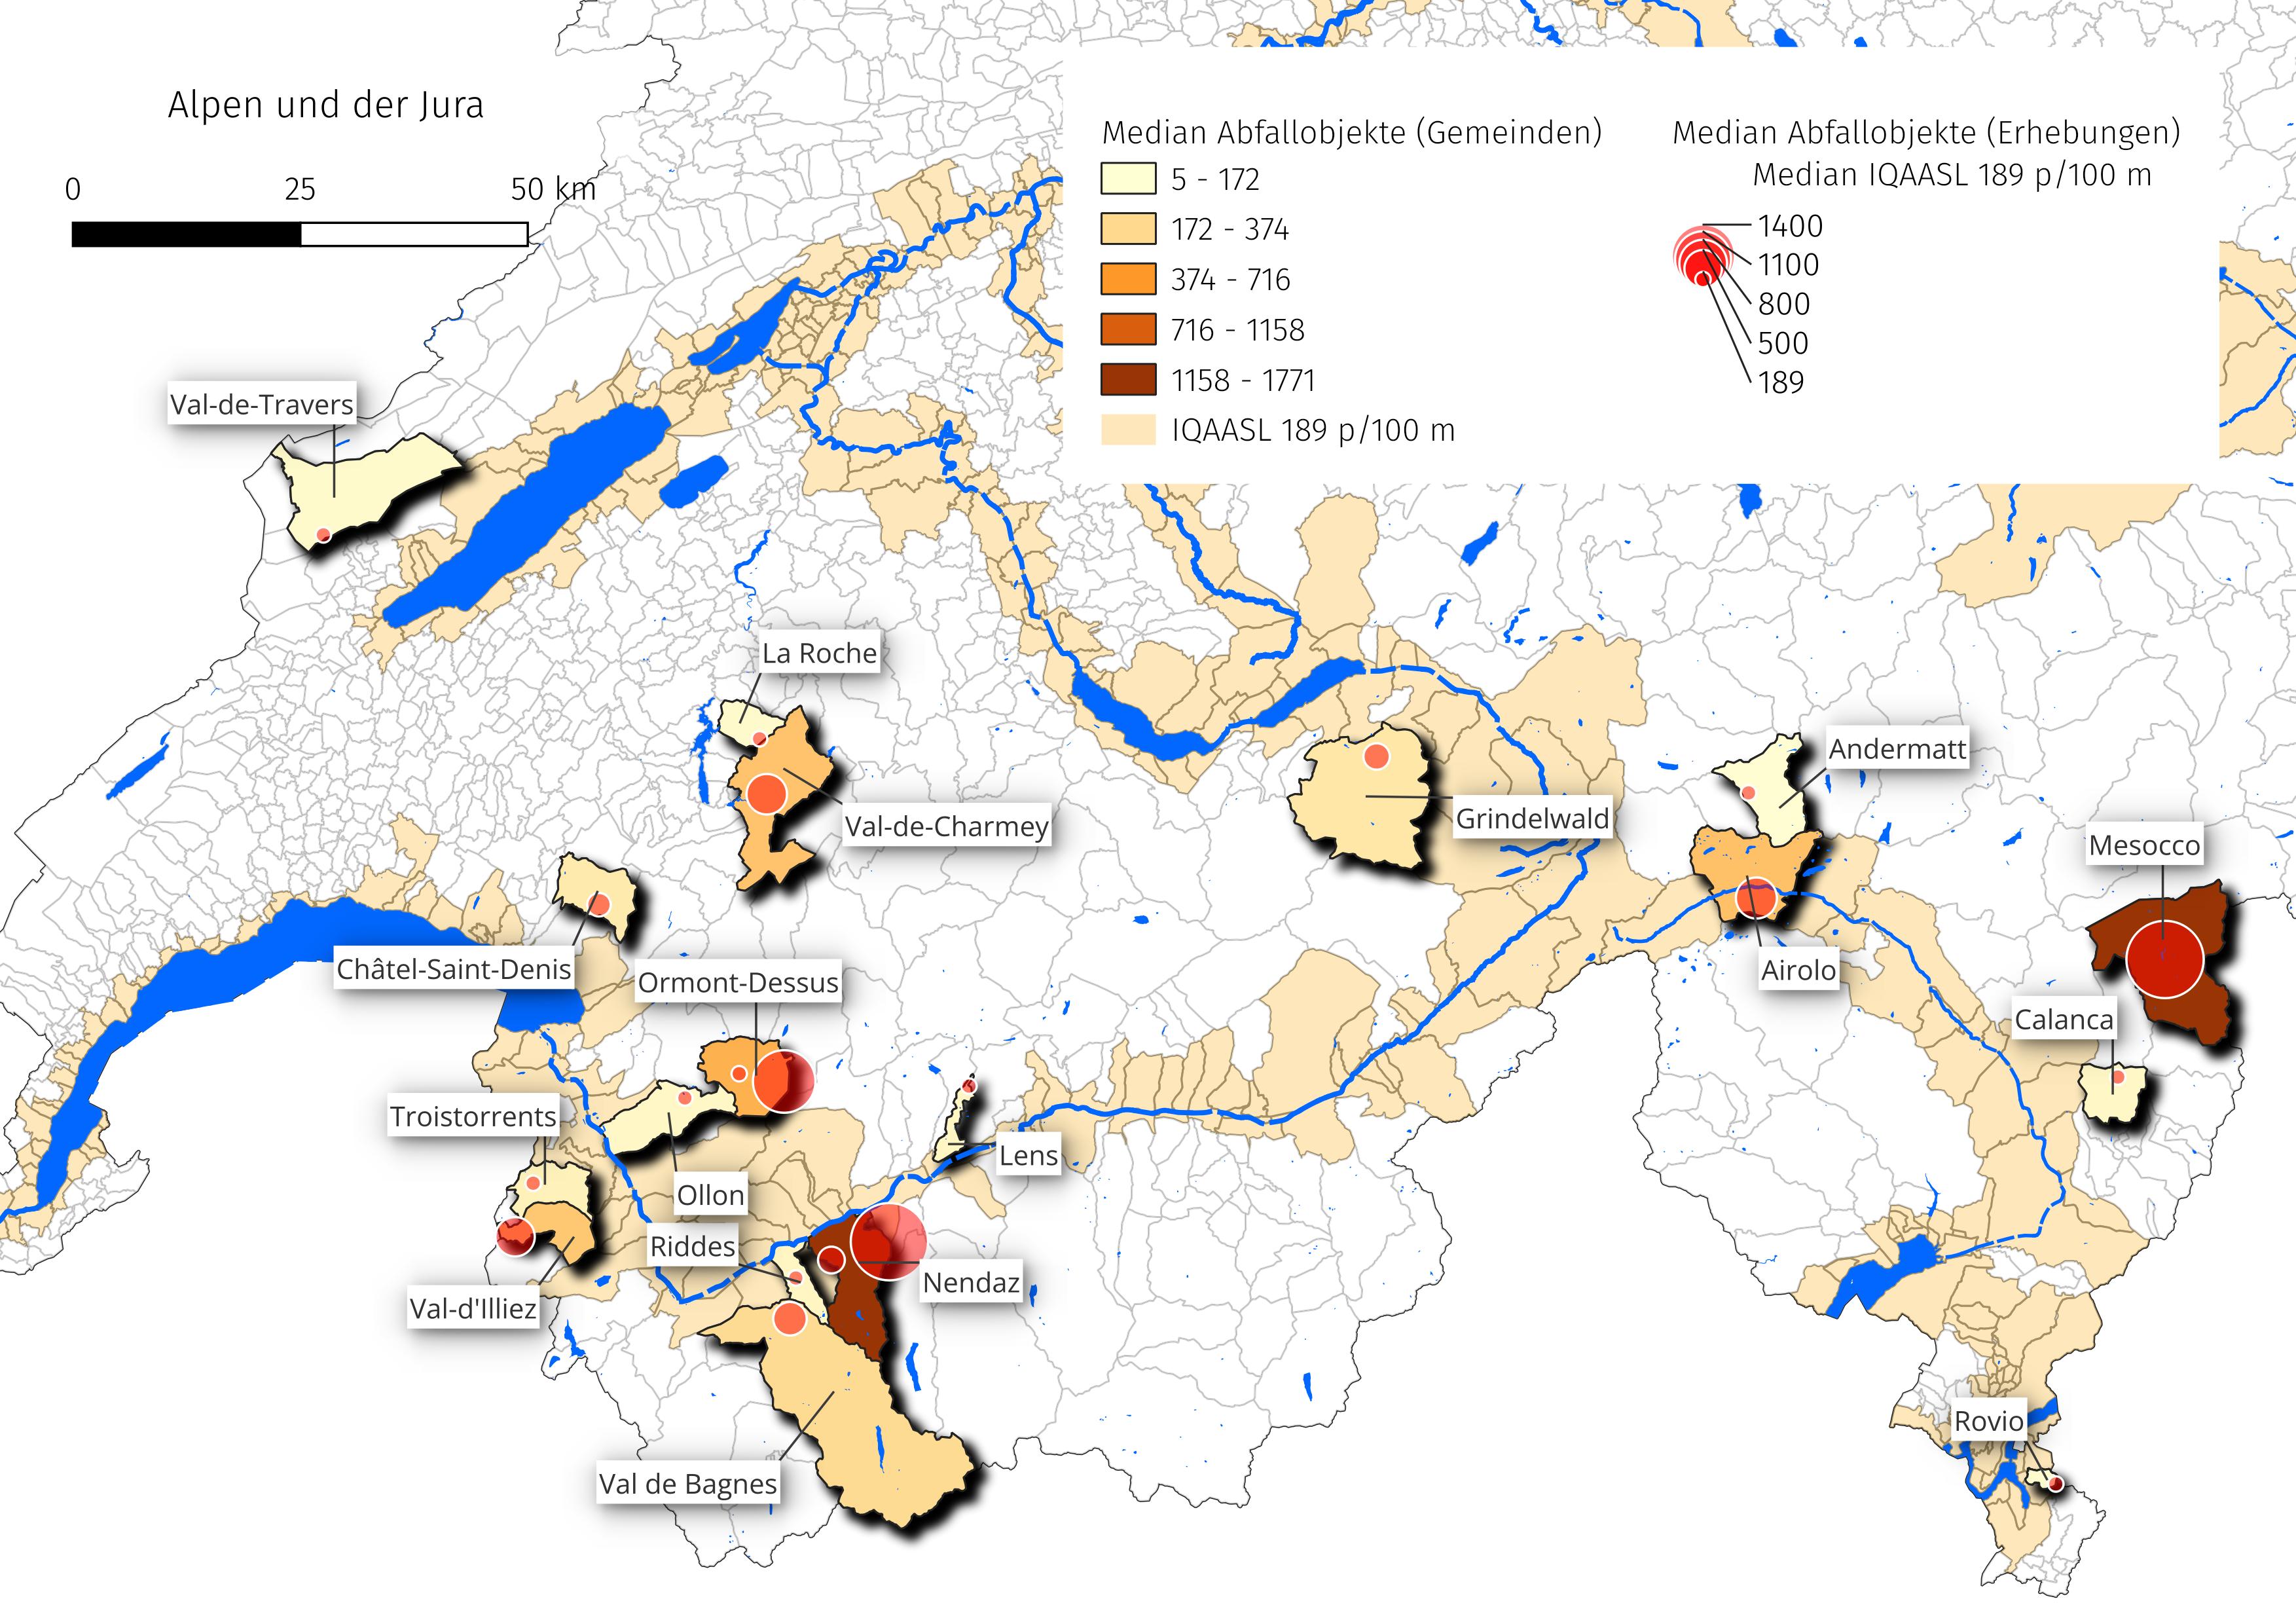 Alpen und der Jura
0 25 50 km
Median Abfallobjekte (Gemeinden)
5 - 172
172 - 374
374 - 716
716 - 1158
1158 - 1771
IQAASL 189 p/100 m
Median Abfallobjekte (Erhebungen)
Median IQAASL 189 p/100 m
1400
1100
800
500
189
Val-de-Travers
La Roche
Val-de-Charmey
Andermatt
Grindelwald
Mesocco
Châtel-Saint-Denis
Ormont-Dessus
Airolo
Calanca
Troistorrents
Lens
Ollon
Riddes
Nendaz
Val-d'Illiez
Rovio
Val de Bagnes